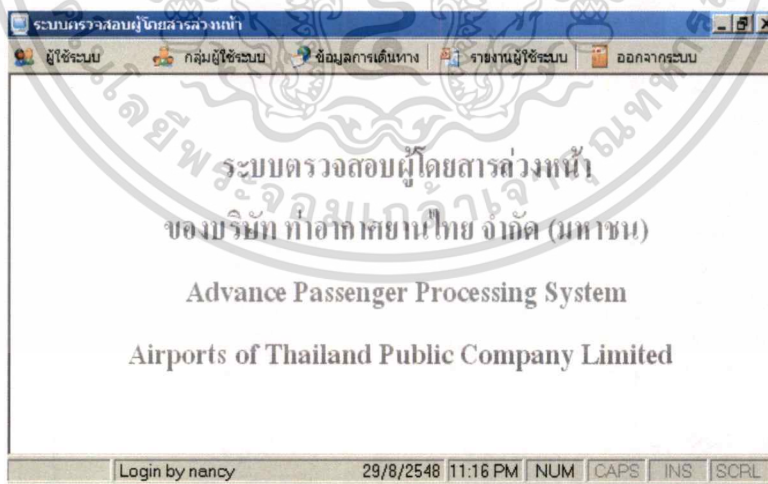 ระบบตรวจสอบผู้โดยสารล่วงหน้า
ผู้ใช้ระบบ กลุ่มผู้ใช้ระบบ ข้อมูลการเดินทาง รายงานผู้ใช้ระบบ ออกจากระบบ
ระบบตรวจสอบผู้โดยสารล่วงหน้า
ของบริษัท ท่าอากาศยานไทย จำกัด (มหาชน)
Advance Passenger Processing System
Airports of Thailand Public Company Limited
Login by nancy 29/8/2548 11:16 PM NUM CAPS INS SCRL